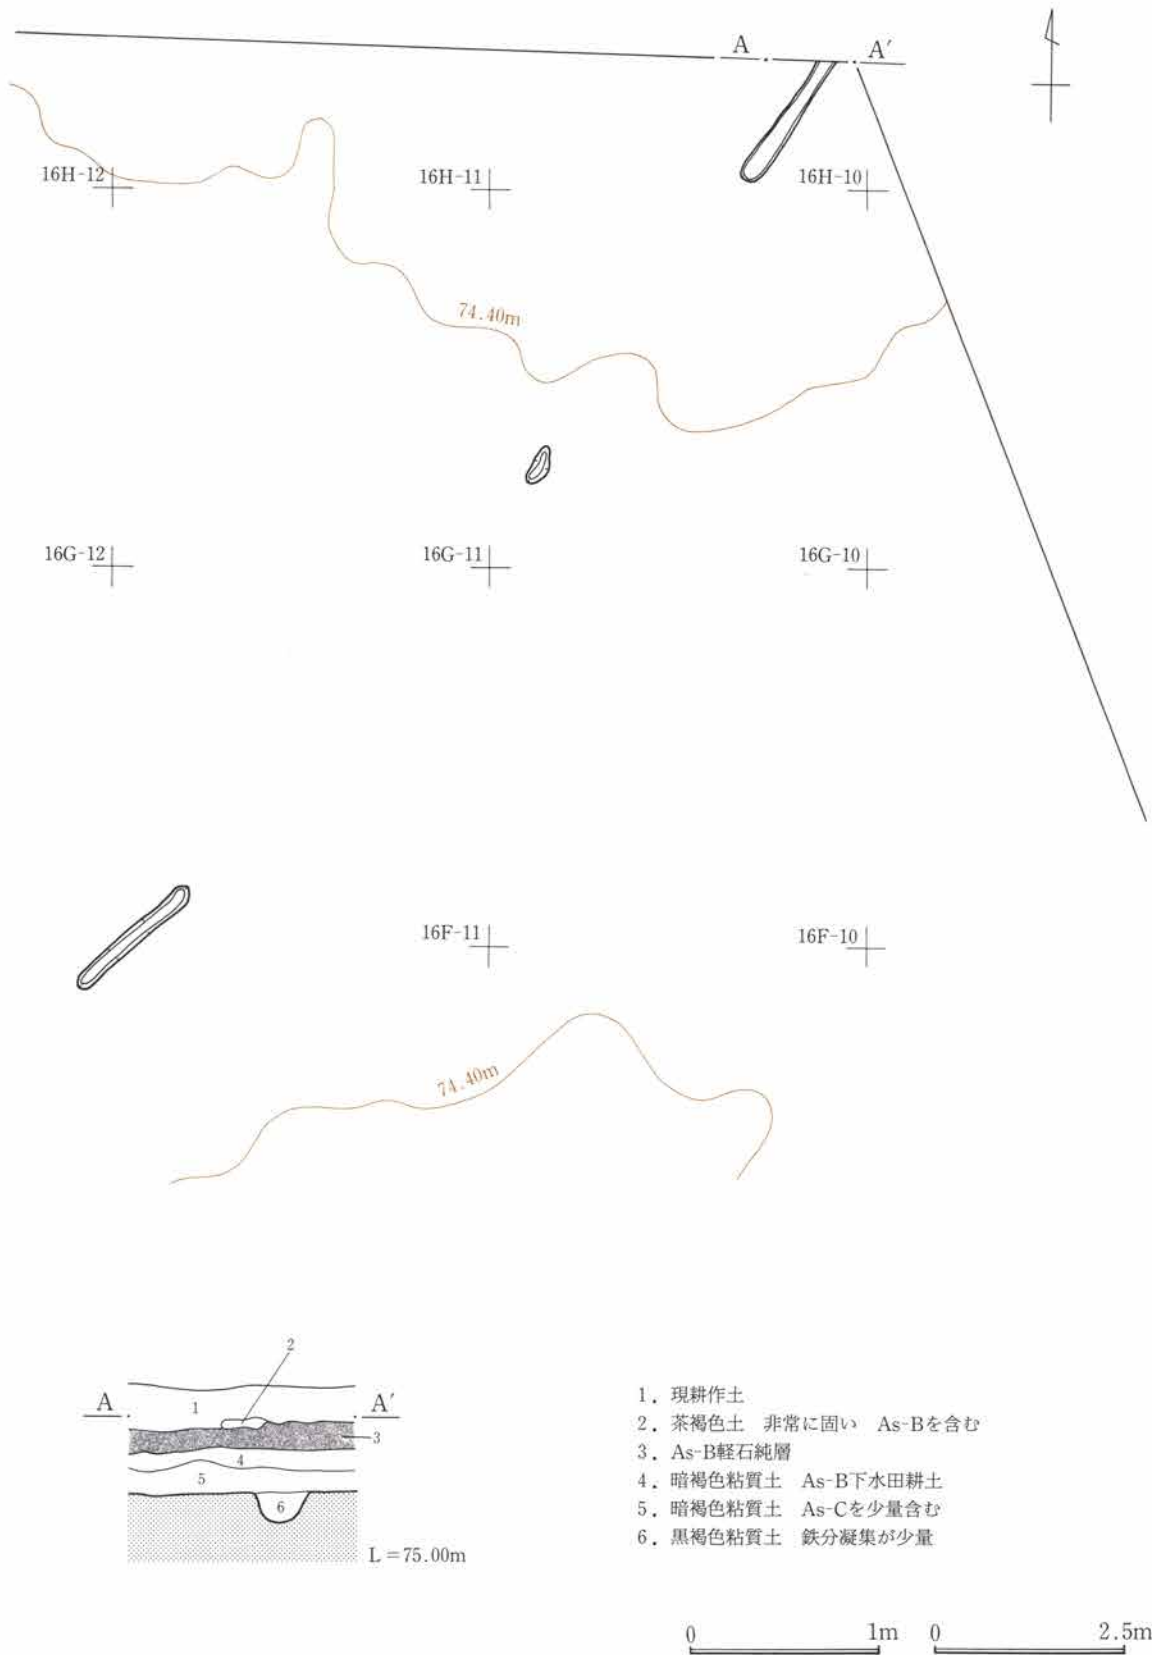 A A′
16H-12 16H-11 16H-10
74.40m
16G-12 16G-11 16G-10
16F-11 16F-10
74.40m
2
A 1 A′
3
4
5
6
L=75.00m
1．現耕作土
2．茶褐色土　非常に固い　As-Bを含む
3．As-B軽石純層
4．暗褐色粘質土　As-B下水田耕土
5．暗褐色粘質土　As-Cを少量含む
6．黒褐色粘質土　鉄分凝集が少量
0 1m 0 2.5m